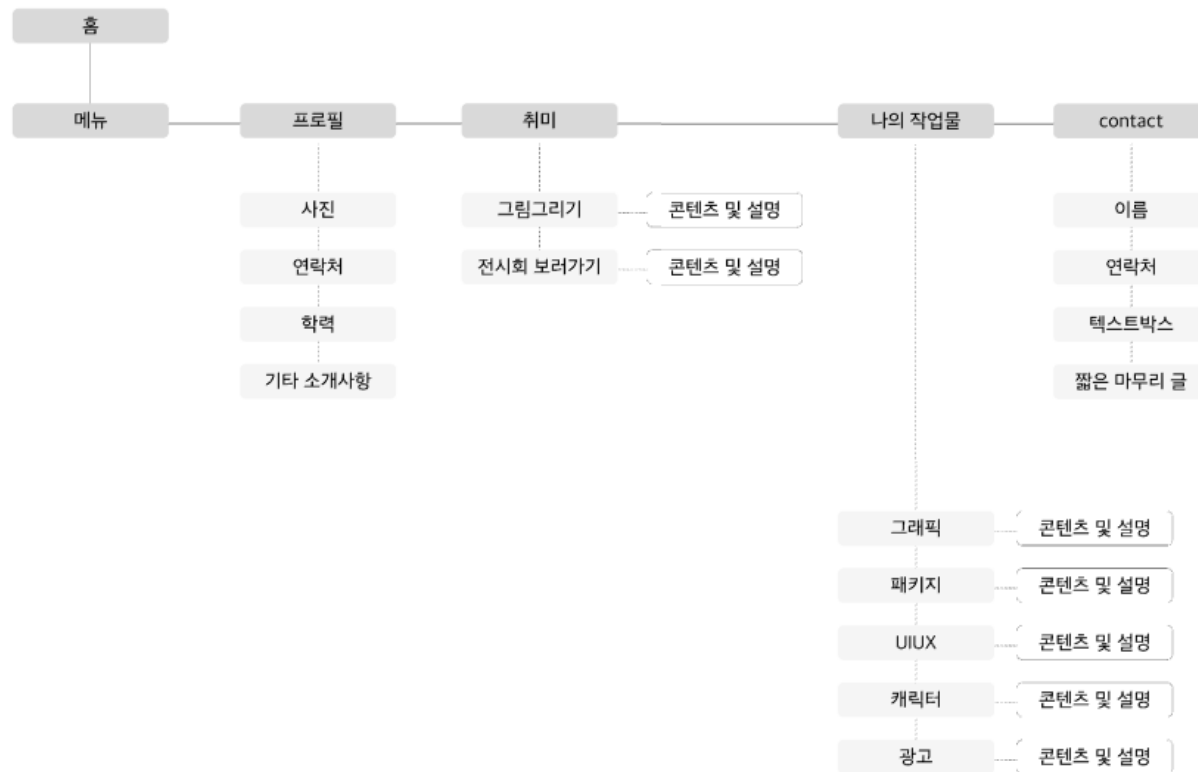 홈
메뉴
프로필
취미
나의 작업물
contact
사진
그림그리기
콘텐츠 및 설명
이름
연락처
전시회 보러가기
콘텐츠 및 설명
연락처
학력
텍스트박스
기타 소개사항
짧은 마무리 글
그래픽
콘텐츠 및 설명
패키지
콘텐츠 및 설명
UIUX
콘텐츠 및 설명
캐릭터
콘텐츠 및 설명
광고
콘텐츠 및 설명